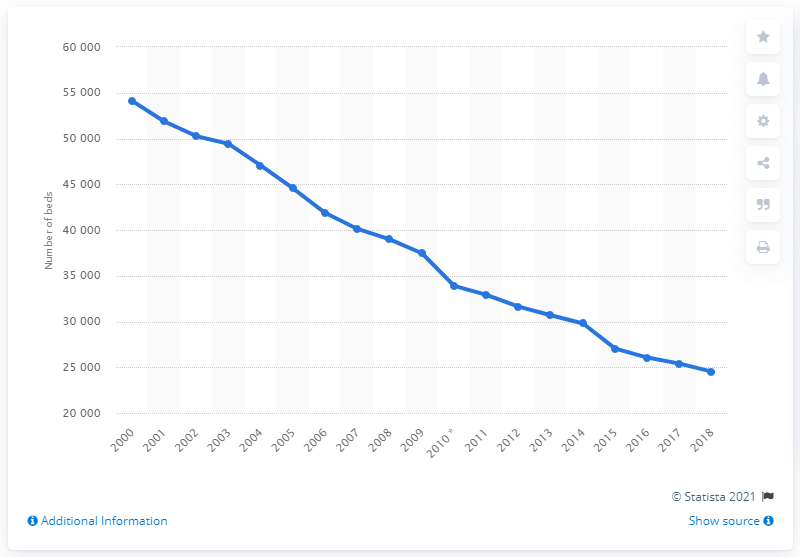 60 000
55 000
50 000
45 000
40 000
35 000
30 000
25 000
20 000
Number of beds
2000 2001 2002 2003 2004 2005 2006 2007 2008 2009 2010 * 2011 2012 2013 2014 2015 2016 2017 2018
© Statista 2021
Additional Information
Show source